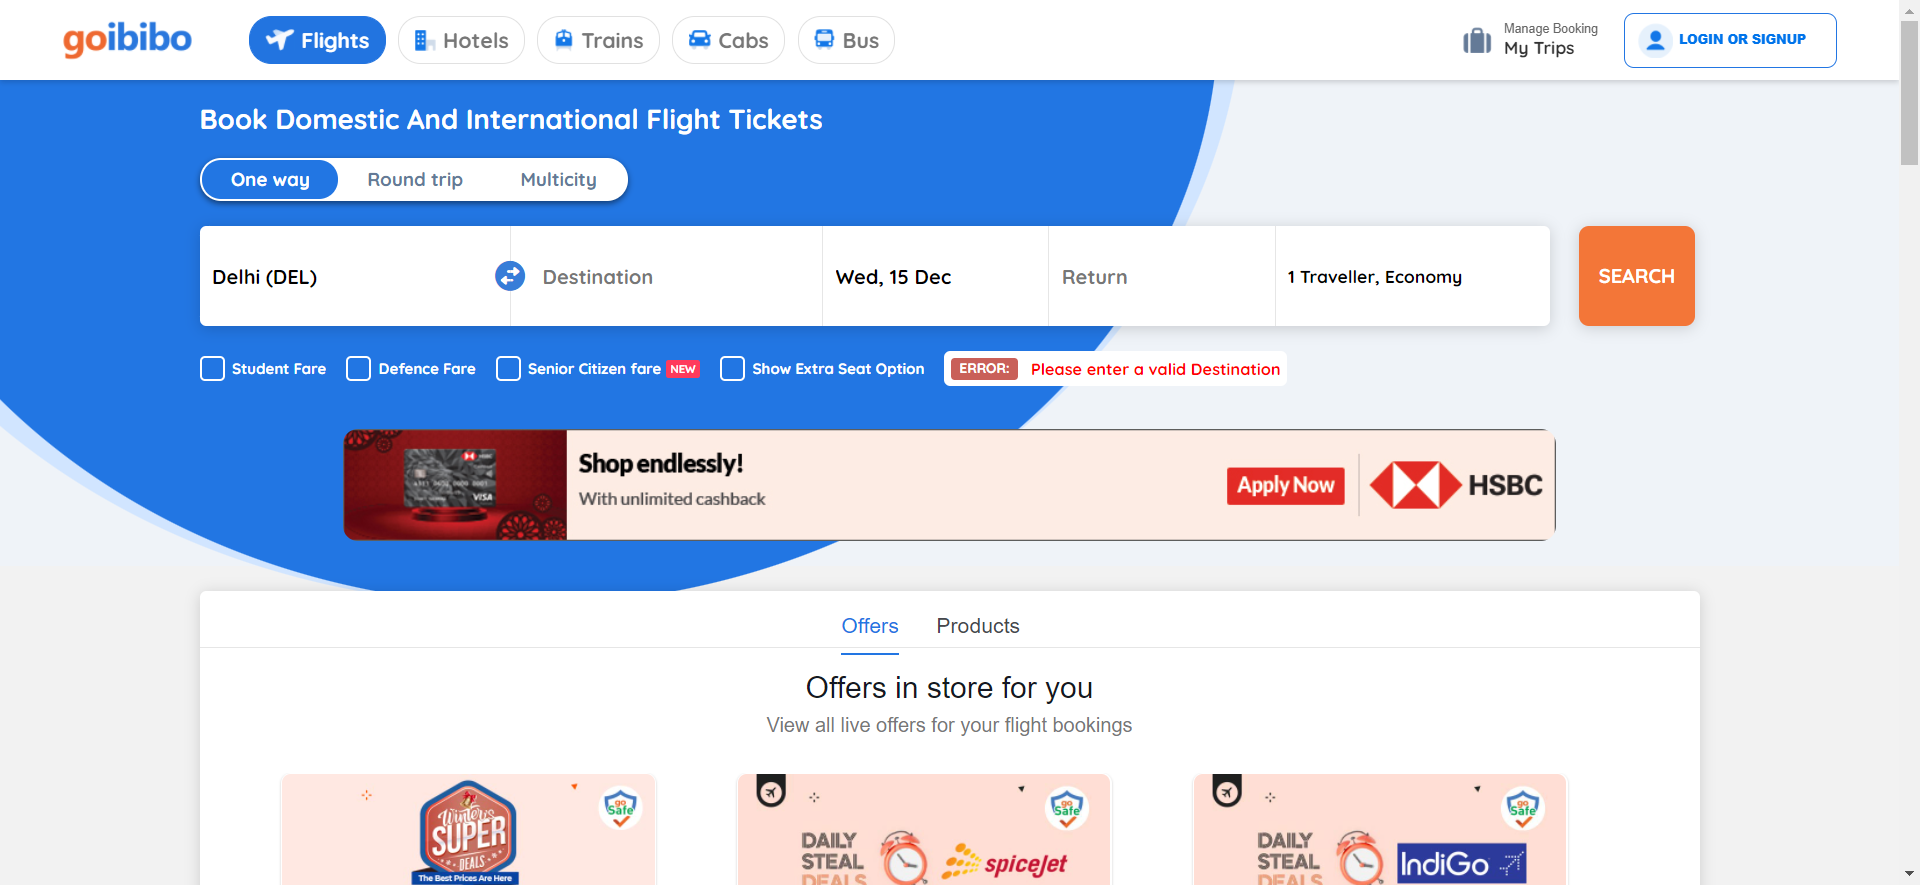 goibibo
Flights
Hotels
Trains
Cabs
Bus
Manage Booking
My Trips
LOGIN OR SIGNUP
Book Domestic And International Flight Tickets
One way
Round trip
Multicity
Delhi (DEL)
Destination
Wed, 15 Dec
Return
1 Traveller, Economy
SEARCH
Student Fare
Defence Fare
Senior Citizen fare NEW
Show Extra Seat Option
ERROR: Please enter a valid Destination
VISA
Shop endlessly!
With unlimited cashback
Apply Now
HSBC
Offers
Products
Offers in store for you
View all live offers for your flight bookings
Winters
SUPER
DEALS
The Best Prices Are Here
go
Safe
DAILY
STEAL
DEALS
spicejet
go
Safe
DAILY
STEAL
DEALS
IndiGo
go
Safe